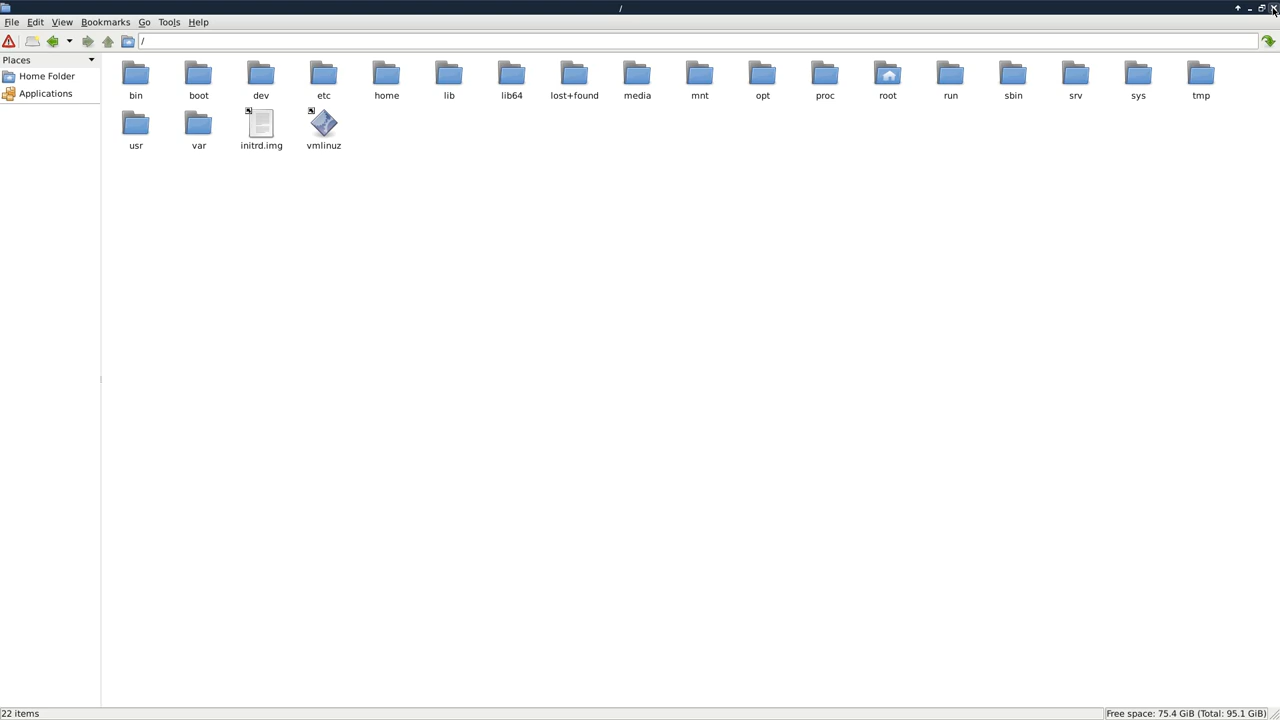 /
File Edit View Bookmarks Go Tools Help
/
Places
Home Folder
Applications
bin boot dev etc home lib lib64 lost+found media mnt opt proc root run sbin srv sys tmp
usr var initrd.img vmlinuz
22 items Free space: 75.4 GiB (Total: 95.1 GiB)